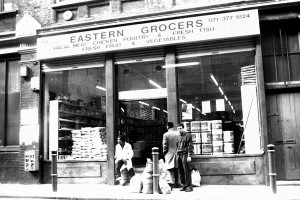 EASTERN GROCERS 071-377 9124
HALAL MEAT CHICKEN POULTRY & FRESH FISH
FRESH FRUIT & VEGETABLES